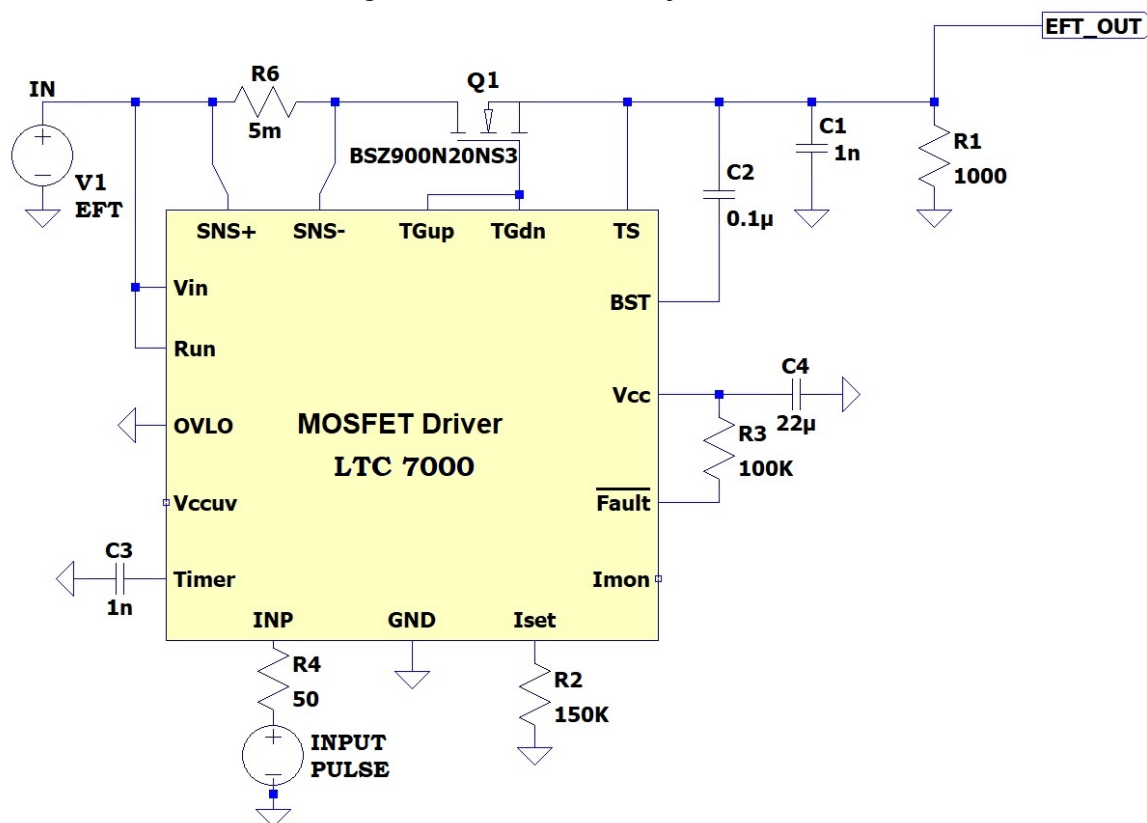 EFT_OUT
IN
R6
5m
Q1
BSZ900N20NS3
V1
EFT
C1
1n
R1
1000
C2
0.1µ
SNS+
SNS-
TGup
TGdn
TS
Vin
BST
Run
OVLO
MOSFET Driver
LTC 7000
Vcc
C4
22µ
R3
100K
Vccuv
Fault
C3
1n
Timer
Imon
INP
GND
Iset
R4
50
R2
150K
INPUT
PULSE